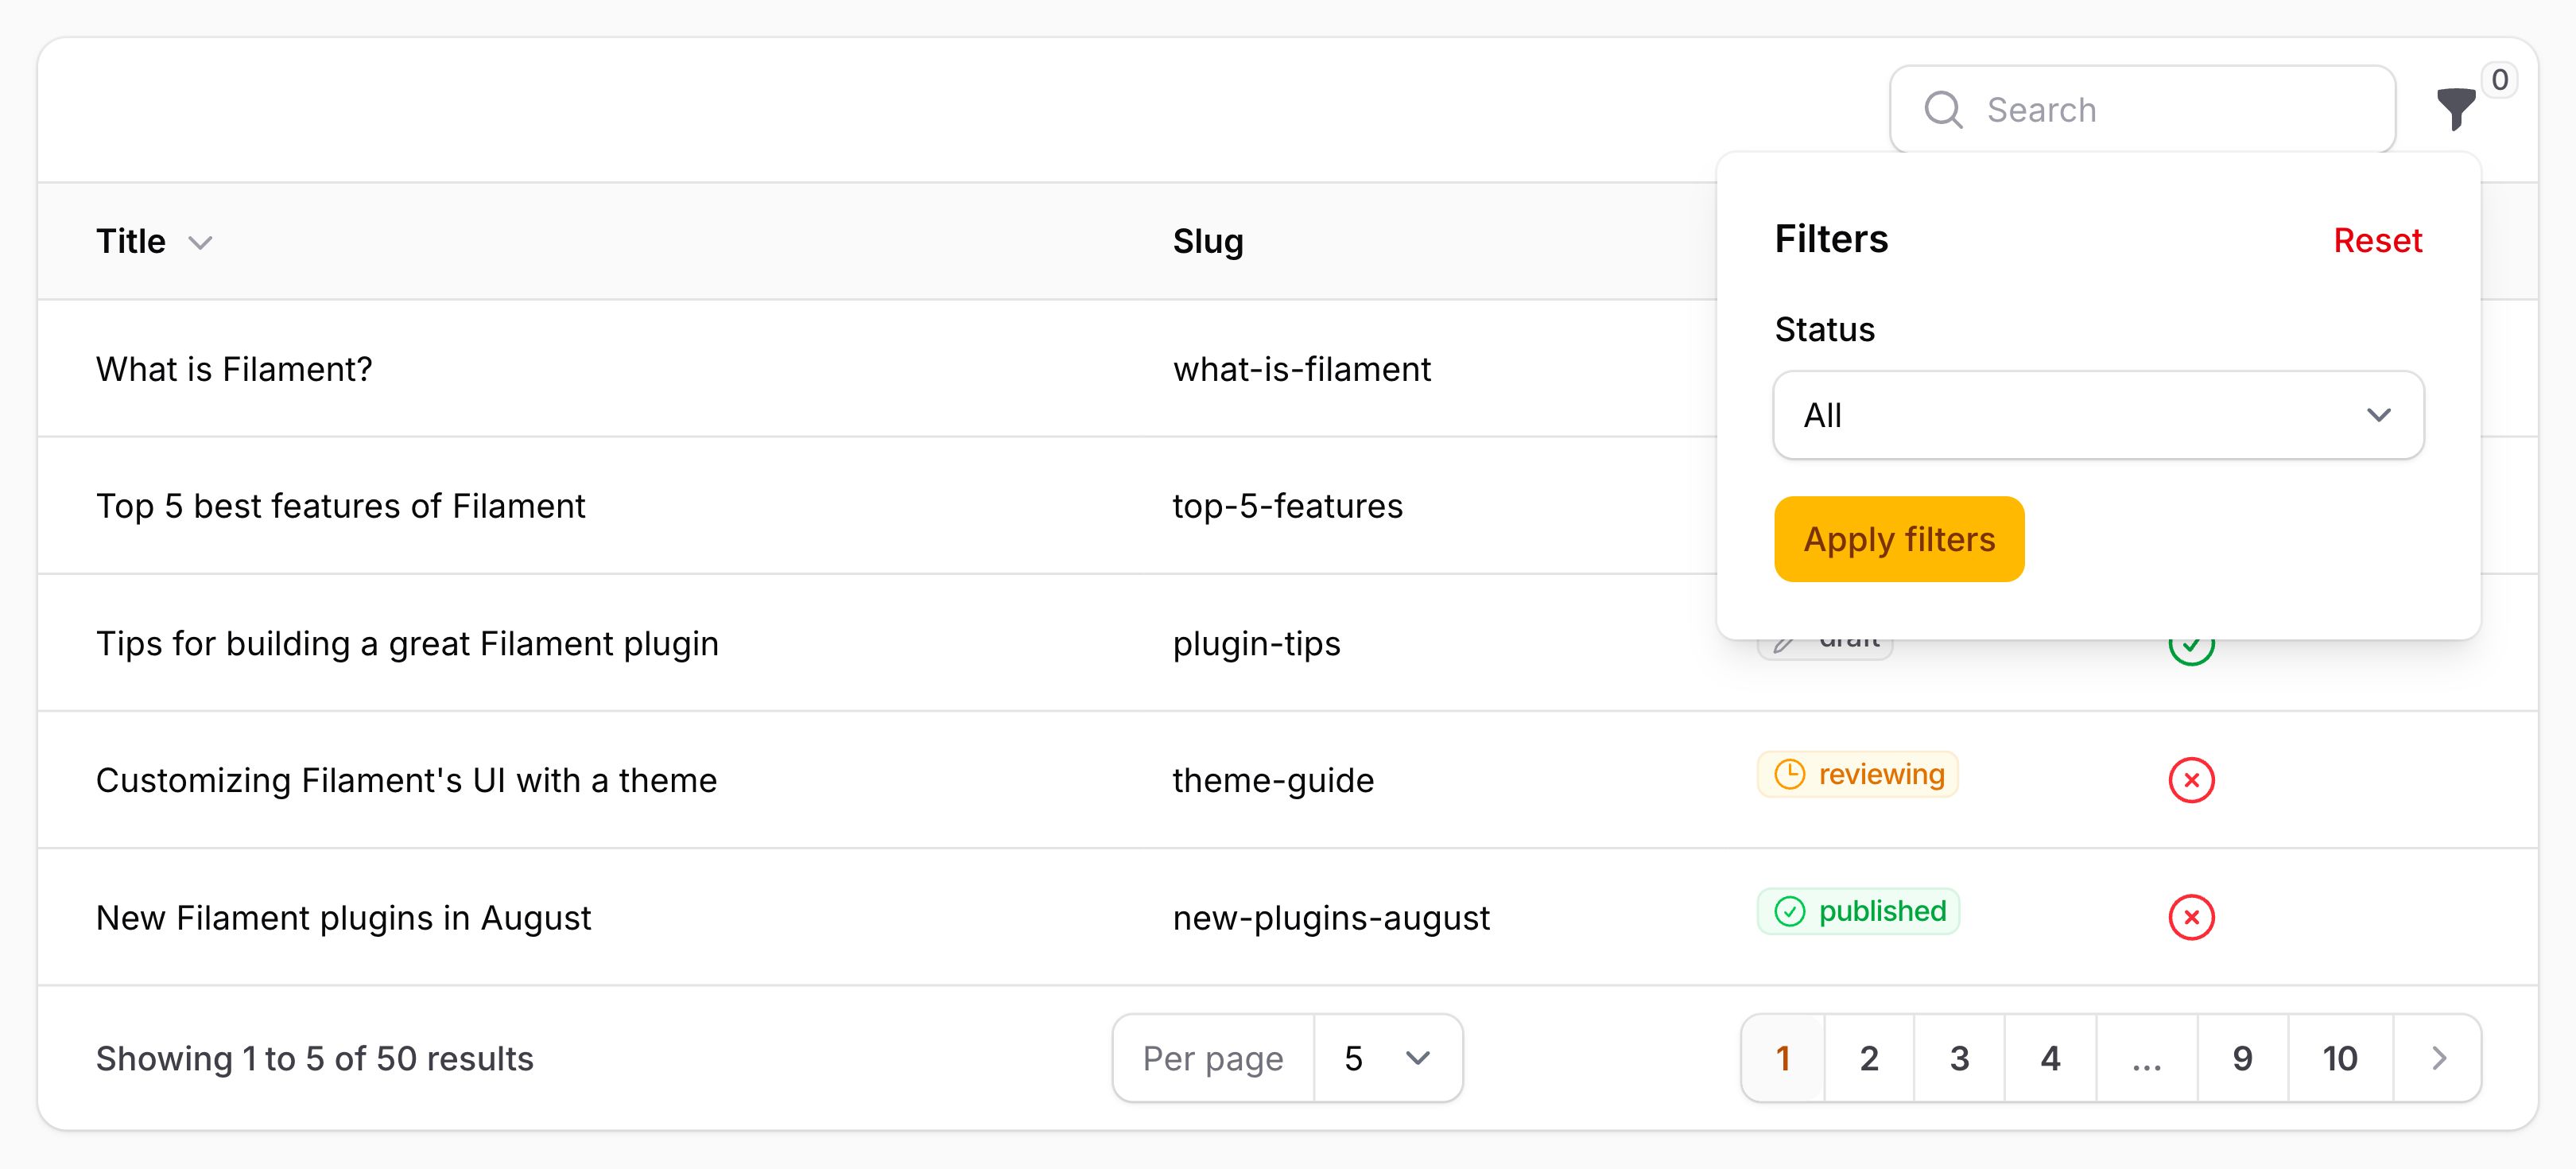 Search
0
Title
Slug
Filters
Reset
Status
All
Apply filters
What is Filament?
what-is-filament
Top 5 best features of Filament
top-5-features
Tips for building a great Filament plugin
plugin-tips
draft
Customizing Filament's UI with a theme
theme-guide
reviewing
New Filament plugins in August
new-plugins-august
published
Showing 1 to 5 of 50 results
Per page
5
1 2 3 4 ... 9 10